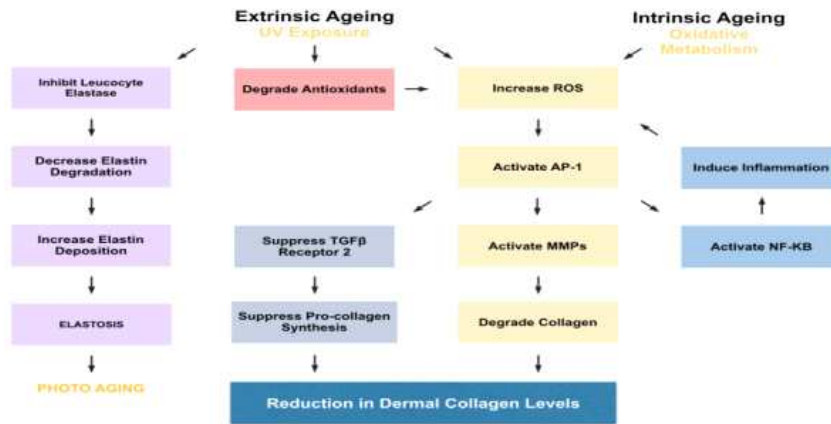 Extrinsic Ageing
UV Exposure
Intrinsic Ageing
Oxidative
Metabolism
Inhibit Leucocyte
Elastase
Degrade Antioxidants
Increase ROS
Decrease Elastin
Degradation
Activate AP-1
Induce Inflammation
Increase Elastin
Deposition
Suppress TGFβ
Receptor 2
Activate MMPs
Activate NF-KB
ELASTOSIS
Suppress Pro-collagen
Synthesis
Degrade Collagen
PHOTO AGING
Reduction in Dermal Collagen Levels